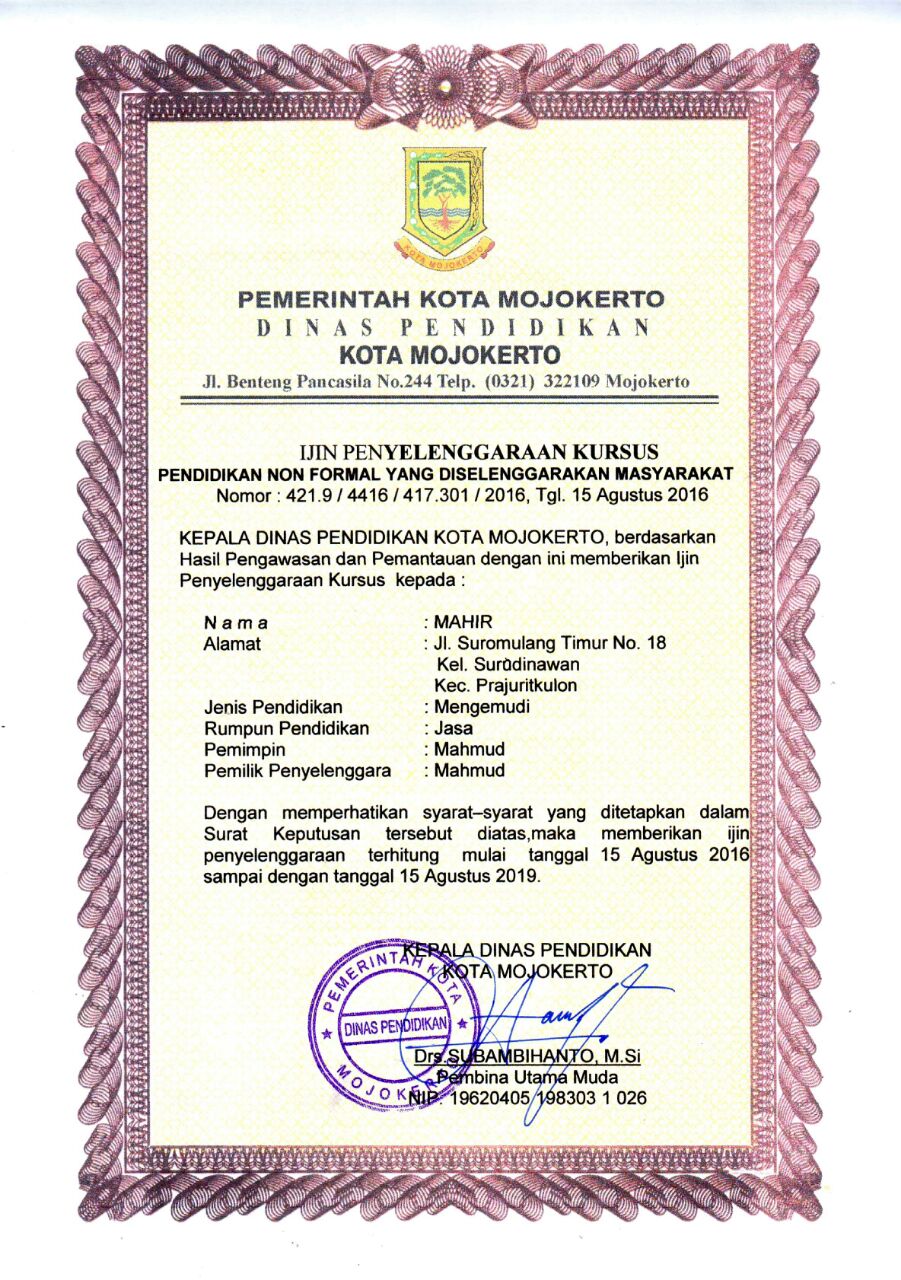 KOTA MOJOKERTO
PEMERINTAH KOTA MOJOKERTO
DINAS PENDIDIKAN
KOTA MOJOKERTO
Jl. Benteng Pancasila No.244 Telp. (0321) 322109 Mojokerto
IJIN PENYELENGGARAAN KURSUS
PENDIDIKAN NON FORMAL YANG DISELENGGARAKAN MASYARAKAT
Nomor : 421.9 / 4416 / 417.301 / 2016, Tgl. 15 Agustus 2016
KEPALA DINAS PENDIDIKAN KOTA MOJOKERTO, berdasarkan
Hasil Pengawasan dan Pemantauan dengan ini memberikan Ijin
Penyelenggaraan Kursus kepada :
N a m a : MAHIR
Alamat : Jl. Suromulang Timur No. 18
Kel. Surodinawan
Kec. Prajuritkulon
Jenis Pendidikan : Mengemudi
Rumpun Pendidikan : Jasa
Pemimpin : Mahmud
Pemilik Penyelenggara : Mahmud
Dengan memperhatikan syarat–syarat yang ditetapkan dalam
Surat Keputusan tersebut diatas,maka memberikan ijin
penyelenggaraan terhitung mulai tanggal 15 Agustus 2016
sampai dengan tanggal 15 Agustus 2019.
KEPALA DINAS PENDIDIKAN
KOTA MOJOKERTO
PEMERINTAH KOTA
DINAS PENDIDIKAN
MOJOKERTO
Drs.SUBAMBIHANTO, M.Si
Pembina Utama Muda
NIP. 19620405 198303 1 026